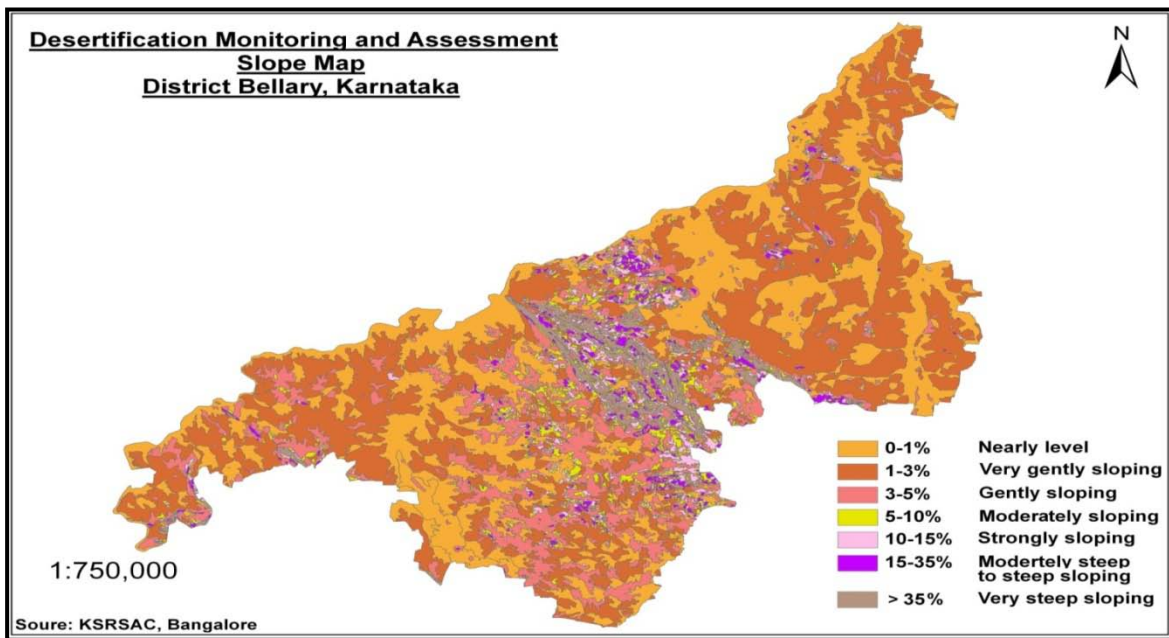 Desertification Monitoring and Assessment
Slope Map
District Bellary, Karnataka
N
0-1% Nearly level
1-3% Very gently sloping
3-5% Gently sloping
5-10% Moderately sloping
10-15% Strongly sloping
15-35% Modertely steep
to steep sloping
> 35% Very steep sloping
1:750,000
Soure: KSRSAC, Bangalore